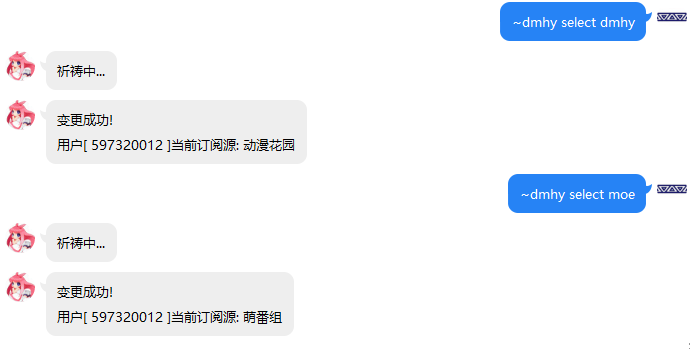 ~dmhy select dmhy
祈祷中...
变更成功!
用户[ 597320012 ]当前订阅源: 动漫花园
~dmhy select moe
祈祷中...
变更成功!
用户[ 597320012 ]当前订阅源: 萌番组